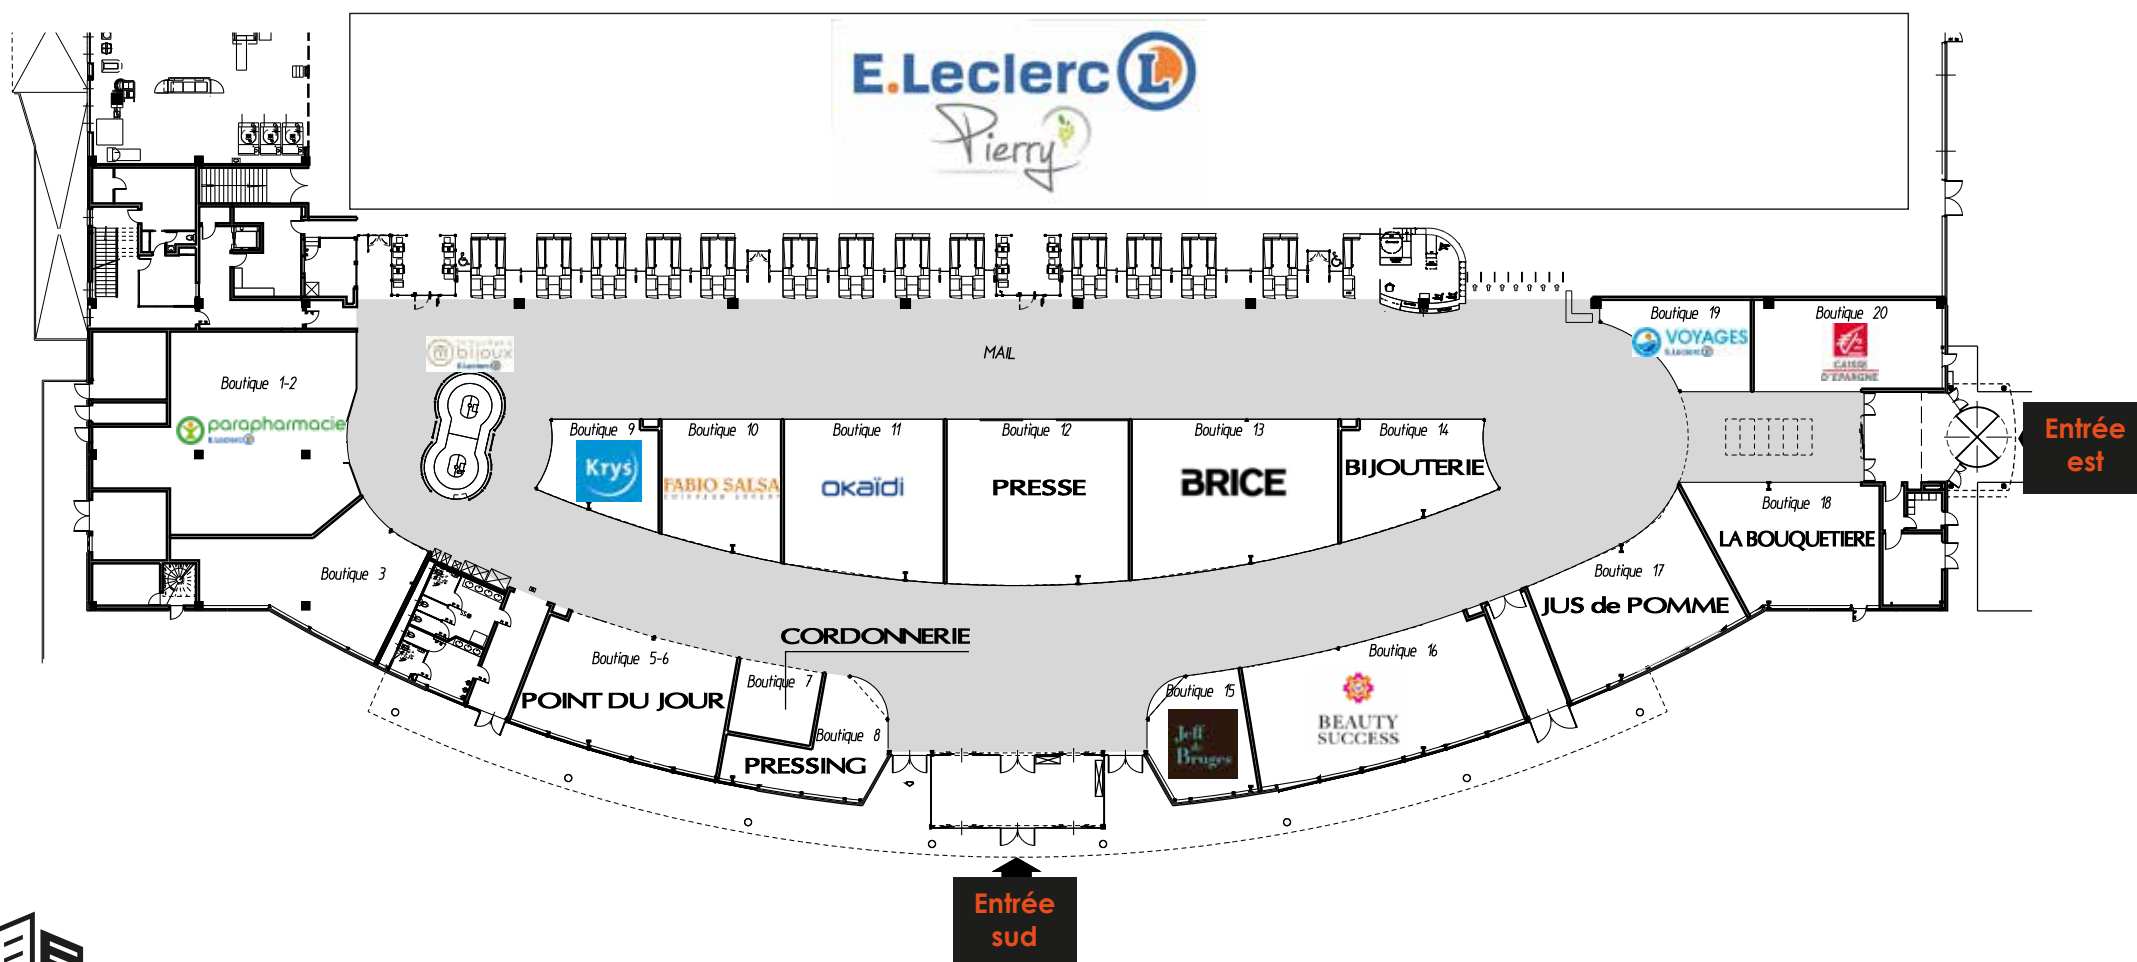 E.Leclerc L
Pierry
MAIL
bijoux
E.Leclerc L
Boutique 1-2
parapharmacie
E.Leclerc L
Boutique 3
Boutique 9
Krys
Boutique 10
FABIO SALSA
Boutique 11
OKAïDI
Boutique 12
PRESSE
Boutique 13
BRICE
Boutique 14
BIJOUTERIE
Boutique 19
VOYAGES
E.Leclerc L
Boutique 20
CAISSE
D'EPARGNE
Entrée
est
Boutique 18
LA BOUQUETIERE
Boutique 17
JUS de POMME
CORDONNERIE
Boutique 5-6
POINT DU JOUR
Boutique 7
Boutique 8
PRESSING
Boutique 15
Jeff
de
Bruges
Boutique 16
BEAUTY
SUCCESS
Entrée
sud